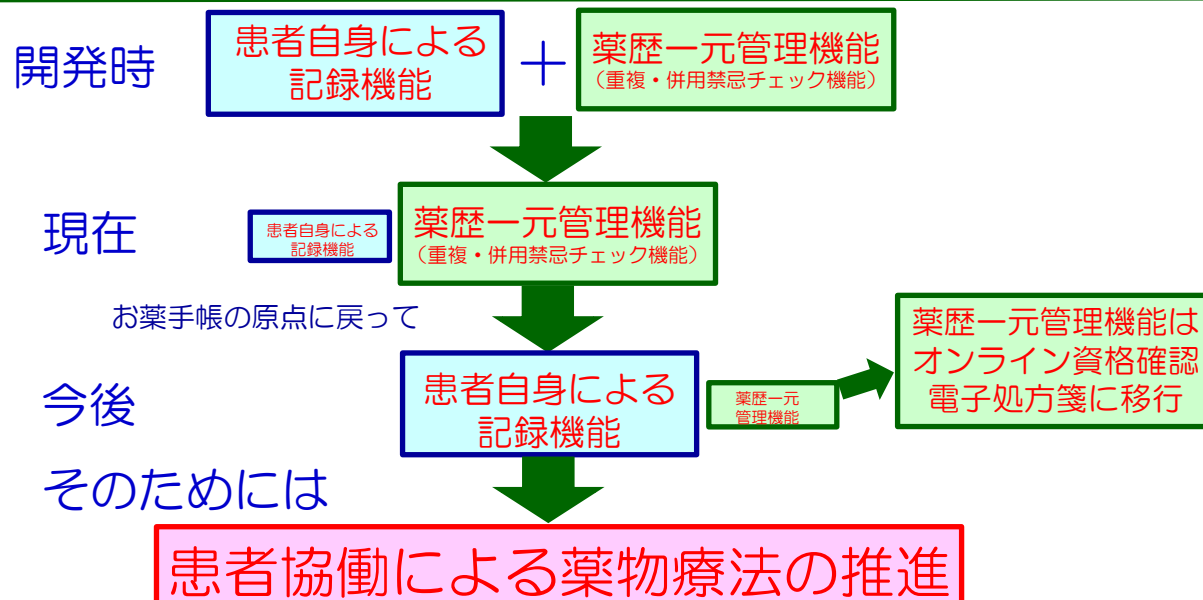 開発時
患者自身による
記録機能
+
薬歴一元管理機能
(重複・併用禁忌チェック機能)
現在
患者自身による
記録機能
薬歴一元管理機能
(重複・併用禁忌チェック機能)
お薬手帳の原点に戻って
今後
患者自身による
記録機能
薬歴一元
管理機能
薬歴一元管理機能は
オンライン資格確認
電子処方箋に移行
そのためには
患者協働による薬物療法の推進